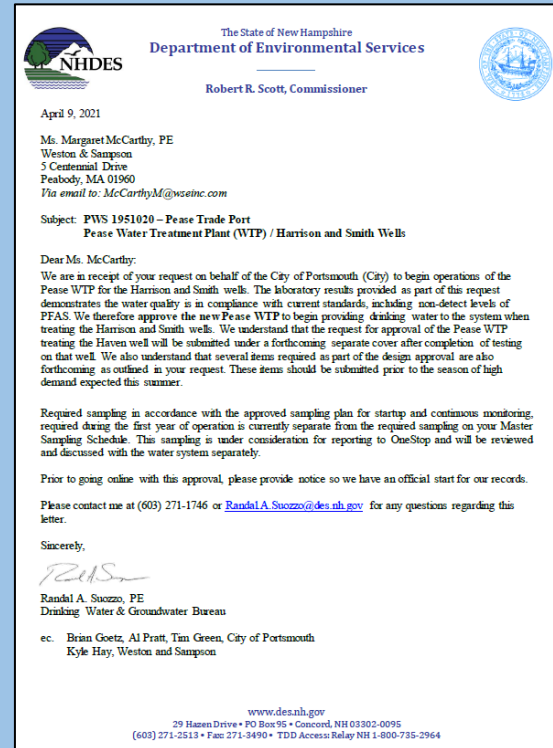 NHDES
The State of New Hampshire
Department of Environmental Services
Robert R. Scott, Commissioner
April 9, 2021
Ms. Margaret McCarthy, PE
Weston & Sampson
5 Centennial Drive
Peabody, MA 01960
Via email to: McCarthyM@wseinc.com
Subject: PWS 1951020 – Pease Trade Port
Pease Water Treatment Plant (WTP) / Harrison and Smith Wells
Dear Ms. McCarthy:
We are in receipt of your request on behalf of the City of Portsmouth (City) to begin operations of the
Pease WTP for the Harrison and Smith wells. The laboratory results provided as part of this request
demonstrates the water quality is in compliance with current standards, including non-detect levels of
PFAS. We therefore approve the new Pease WTP to begin providing drinking water to the system when
treating the Harrison and Smith wells. We understand that the request for approval of the Pease WTP
treating the Haven well will be submitted under a forthcoming separate cover after completion of testing
on that well. We also understand that several items required as part of the design approval are also
forthcoming as outlined in your request. These items should be submitted prior to the season of high
demand expected this summer.
Required sampling in accordance with the approved sampling plan for startup and continuous monitoring,
required during the first year of operation is currently separate from the required sampling on your Master
Sampling Schedule. This sampling is under consideration for reporting to OneStop and will be reviewed
and discussed with the water system separately.
Prior to going online with this approval, please provide notice so we have an official start for our records.
Please contact me at (603) 271-1746 or Randal.A.Suozzo@des.nh.gov for any questions regarding this
letter.
Sincerely,
Randal A. Suozzo, PE
Drinking Water & Groundwater Bureau
ec. Brian Goetz, Al Pratt, Tim Green, City of Portsmouth
Kyle Hay, Weston and Sampson
www.des.nh.gov
29 Hazen Drive • PO Box 95 • Concord, NH 03302-0095
(603) 271-2513 • Fax: 271-3490 • TDD Access: Relay NH 1-800-735-2964